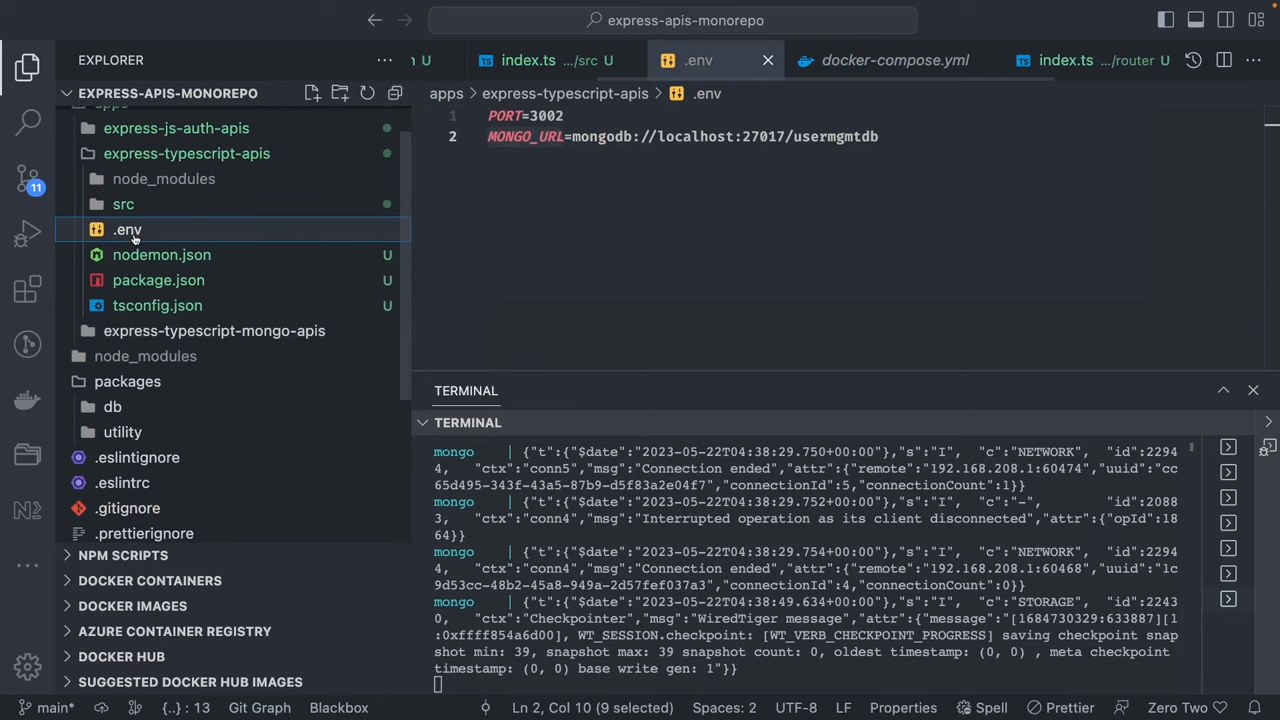 express-apis-monorepo
EXPLORER
U
index.ts .../src U
.env
docker-compose.yml
index.ts .../router U
EXPRESS-APIS-MONOREPO
apps > express-typescript-apis > .env
apps
express-js-auth-apis
express-typescript-apis
node_modules
src
.env
nodemon.json U
package.json U
tsconfig.json U
express-typescript-mongo-apis
node_modules
packages
db
utility
.eslintignore
.eslintrc
.gitignore
.prettierignore
NPM SCRIPTS
DOCKER CONTAINERS
DOCKER IMAGES
AZURE CONTAINER REGISTRY
DOCKER HUB
SUGGESTED DOCKER HUB IMAGES
11
1 PORT=3002
2 MONGO_URL=mongodb://localhost:27017/usermgmtdb
TERMINAL
TERMINAL
mongo | {"t":{"$date":"2023-05-22T04:38:29.750+00:00"},"s":"I", "c":"NETWORK", "id":2294
4, "ctx":"conn5","msg":"Connection ended","attr":{"remote":"192.168.208.1:60474","uuid":"cc
65d495-343f-43a5-87b9-d5f83a2e04f7","connectionId":5,"connectionCount":1}}
mongo | {"t":{"$date":"2023-05-22T04:38:29.752+00:00"},"s":"I", "c":"-", "id":2088
3, "ctx":"conn4","msg":"Interrupted operation as its client disconnected","attr":{"opId":18
64}}
mongo | {"t":{"$date":"2023-05-22T04:38:29.754+00:00"},"s":"I", "c":"NETWORK", "id":2294
4, "ctx":"conn4","msg":"Connection ended","attr":{"remote":"192.168.208.1:60468","uuid":"1c
9d53cc-48b2-45a8-949a-2d57fef037a3","connectionId":4,"connectionCount":0}}
mongo | {"t":{"$date":"2023-05-22T04:38:49.634+00:00"},"s":"I", "c":"STORAGE", "id":2243
0, "ctx":"Checkpointer","msg":"WiredTiger message","attr":{"message":"[1684730329:633887][1
:0xffff854a6d00], WT_SESSION.checkpoint: [WT_VERB_CHECKPOINT_PROGRESS] saving checkpoint snap
shot min: 39, snapshot max: 39 snapshot count: 0, oldest timestamp: (0, 0) , meta checkpoint
timestamp: (0, 0) base write gen: 1"}}
main* {..} : 13 Git Graph Blackbox Ln 2, Col 10 (9 selected) Spaces: 2 UTF-8 LF Properties Spell Prettier Zero Two